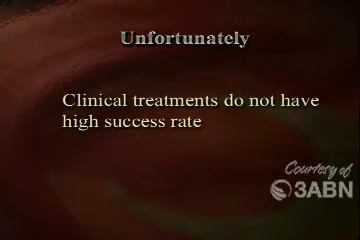 Unfortunately
Clinical treatments do not have
high success rate
Courtesy of
3ABN